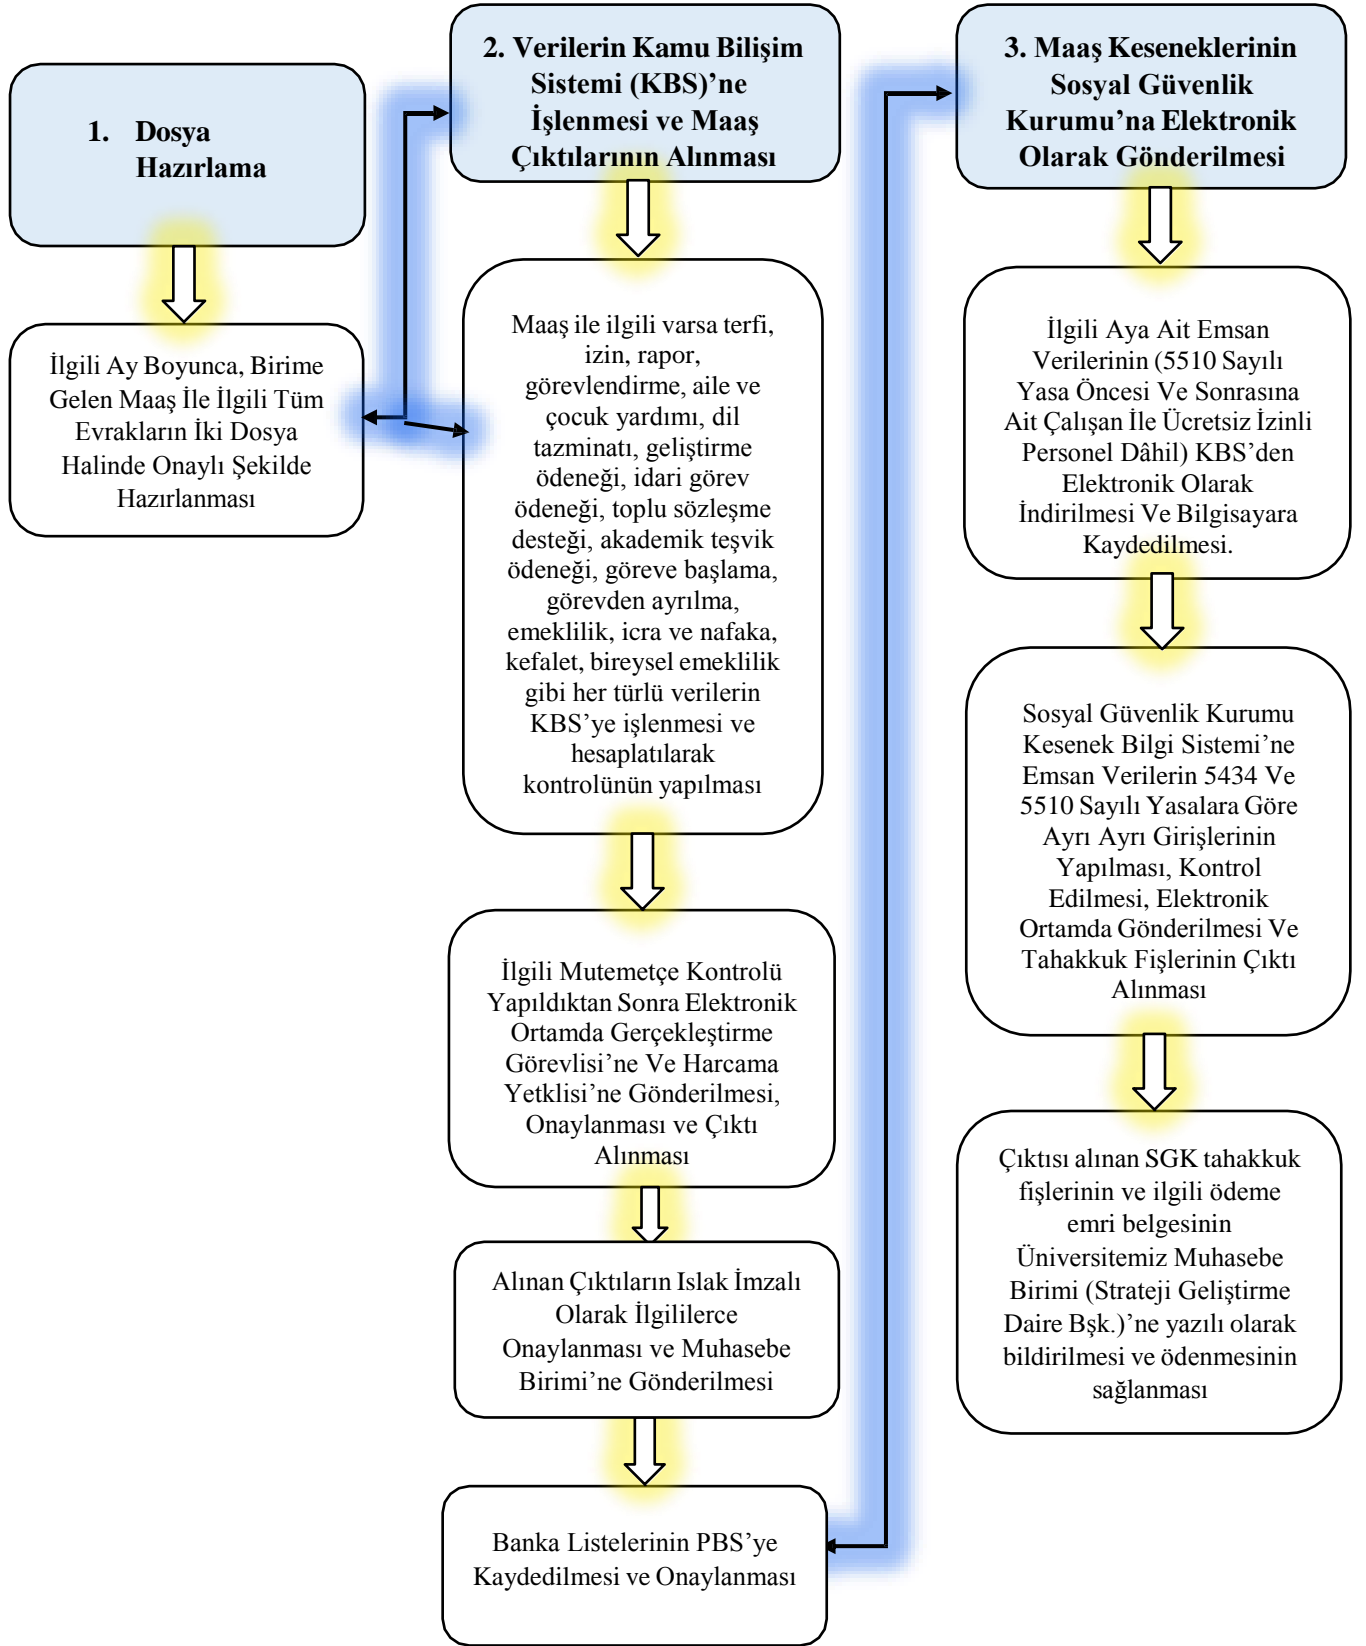 1. Dosya
Hazırlama
İlgili Ay Boyunca, Birime
Gelen Maaş İle İlgili Tüm
Evrakların İki Dosya
Halinde Onaylı Şekilde
Hazırlanması
2. Verilerin Kamu Bilişim
Sistemi (KBS)’ne
İşlenmesi ve Maaş
Çıktılarının Alınması
Maaş ile ilgili varsa terfi,
izin, rapor,
görevlendirme, aile ve
çocuk yardımı, dil
tazminatı, geliştirme
ödeneği, idari görev
ödeneği, toplu sözleşme
desteği, akademik teşvik
ödeneği, göreve başlama,
görevden ayrılma,
emeklilik, icra ve nafaka,
kefalet, bireysel emeklilik
gibi her türlü verilerin
KBS’ye işlenmesi ve
hesaplatılarak
kontrolünün yapılması
İlgili Mutemetçe Kontrolü
Yapıldıktan Sonra Elektronik
Ortamda Gerçekleştirme
Görevlisi’ne Ve Harcama
Yetklisi’ne Gönderilmesi,
Onaylanması ve Çıktı
Alınması
Alınan Çıktıların Islak İmzalı
Olarak İlgililerce
Onaylanması ve Muhasebe
Birimi’ne Gönderilmesi
Banka Listelerinin PBS’ye
Kaydedilmesi ve Onaylanması
3. Maaş Keseneklerinin
Sosyal Güvenlik
Kurumu’na Elektronik
Olarak Gönderilmesi
İlgili Aya Ait Emsan
Verilerinin (5510 Sayılı
Yasa Öncesi Ve Sonrasına
Ait Çalışan İle Ücretsiz İzinli
Personel Dâhil) KBS’den
Elektronik Olarak
İndirilmesi Ve Bilgisayara
Kaydedilmesi.
Sosyal Güvenlik Kurumu
Kesenek Bilgi Sistemi’ne
Emsan Verilerin 5434 Ve
5510 Sayılı Yasalara Göre
Ayrı Ayrı Girişlerinin
Yapılması, Kontrol
Edilmesi, Elektronik
Ortamda Gönderilmesi Ve
Tahakkuk Fişlerinin Çıktı
Alınması
Çıktısı alınan SGK tahakkuk
fişlerinin ve ilgili ödeme
emri belgesinin
Üniversitemiz Muhasebe
Birimi (Strateji Geliştirme
Daire Bşk.)’ne yazılı olarak
bildirilmesi ve ödenmesinin
sağlanması